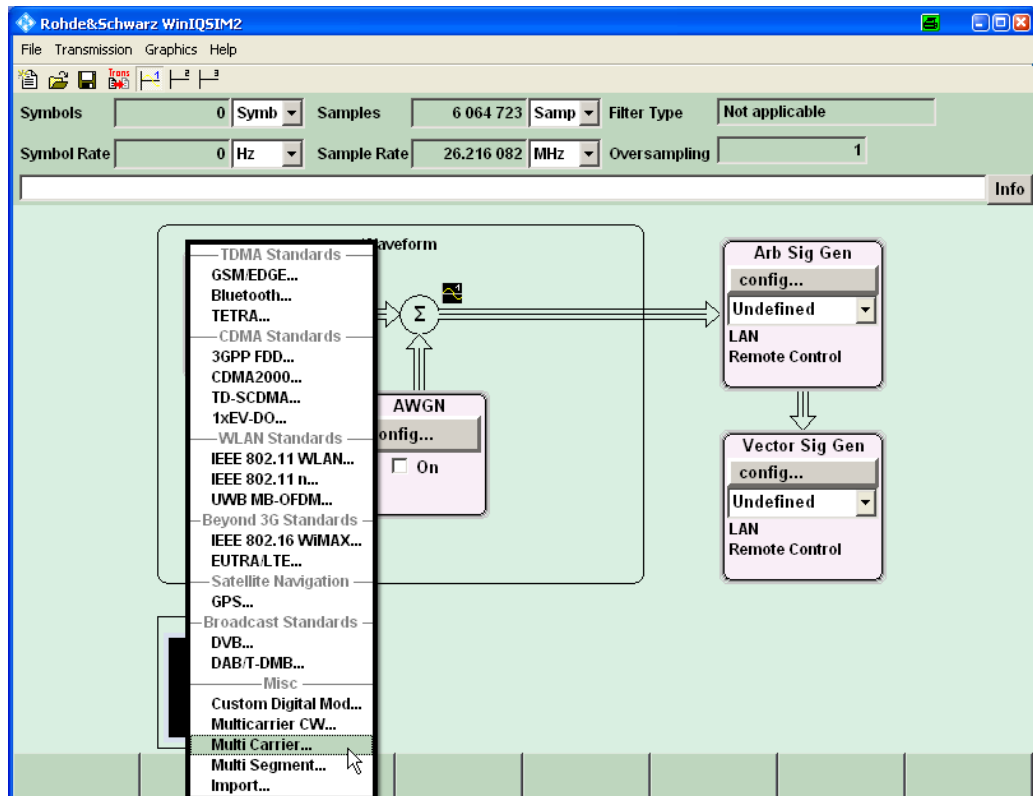 Rohde&Schwarz WinIQSIM2
File Transmission Graphics Help
Trans 1 2 3
Symbols 0 Symb Samples 6 064 723 Samp Filter Type Not applicable
Symbol Rate 0 Hz Sample Rate 26.216 082 MHz Oversampling 1
Info
TDMA Standards
GSM/EDGE...
Bluetooth...
TETRA...
CDMA Standards
3GPP FDD...
CDMA2000...
TD-SCDMA...
1xEV-DO...
WLAN Standards
IEEE 802.11 WLAN...
IEEE 802.11 n...
UWB MB-OFDM...
Beyond 3G Standards
IEEE 802.16 WiMAX...
EUTRA/LTE...
Satellite Navigation
GPS...
Broadcast Standards
DVB...
DAB/T-DMB...
Misc
Custom Digital Mod...
Multicarrier CW...
Multi Carrier...
Multi Segment...
Import...
Σ
AWGN
On
Arb Sig Gen
config...
Undefined
LAN
Remote Control
Vector Sig Gen
config...
Undefined
LAN
Remote Control